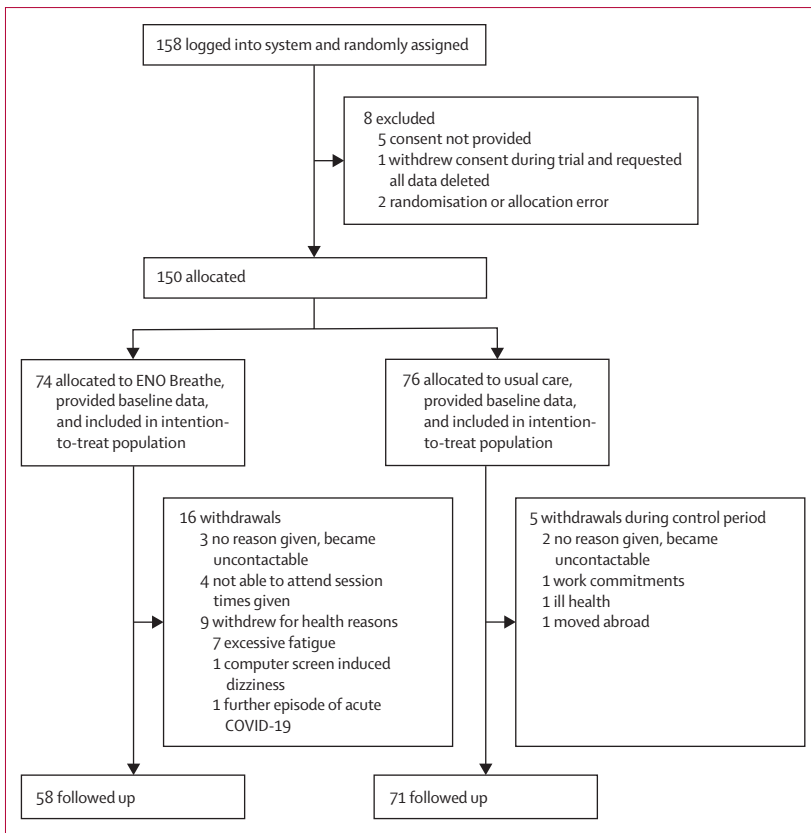 158 logged into system and randomly assigned
8 excluded
5 consent not provided
1 withdrew consent during trial and requested
all data deleted
2 randomisation or allocation error
150 allocated
74 allocated to ENO Breathe,
provided baseline data,
and included in intention-
to-treat population
76 allocated to usual care,
provided baseline data,
and included in intention-
to-treat population
16 withdrawals
3 no reason given, became
uncontactable
4 not able to attend session
times given
9 withdrew for health reasons
7 excessive fatigue
1 computer screen induced
dizziness
1 further episode of acute
COVID-19
5 withdrawals during control period
2 no reason given, became
uncontactable
1 work commitments
1 ill health
1 moved abroad
58 followed up
71 followed up